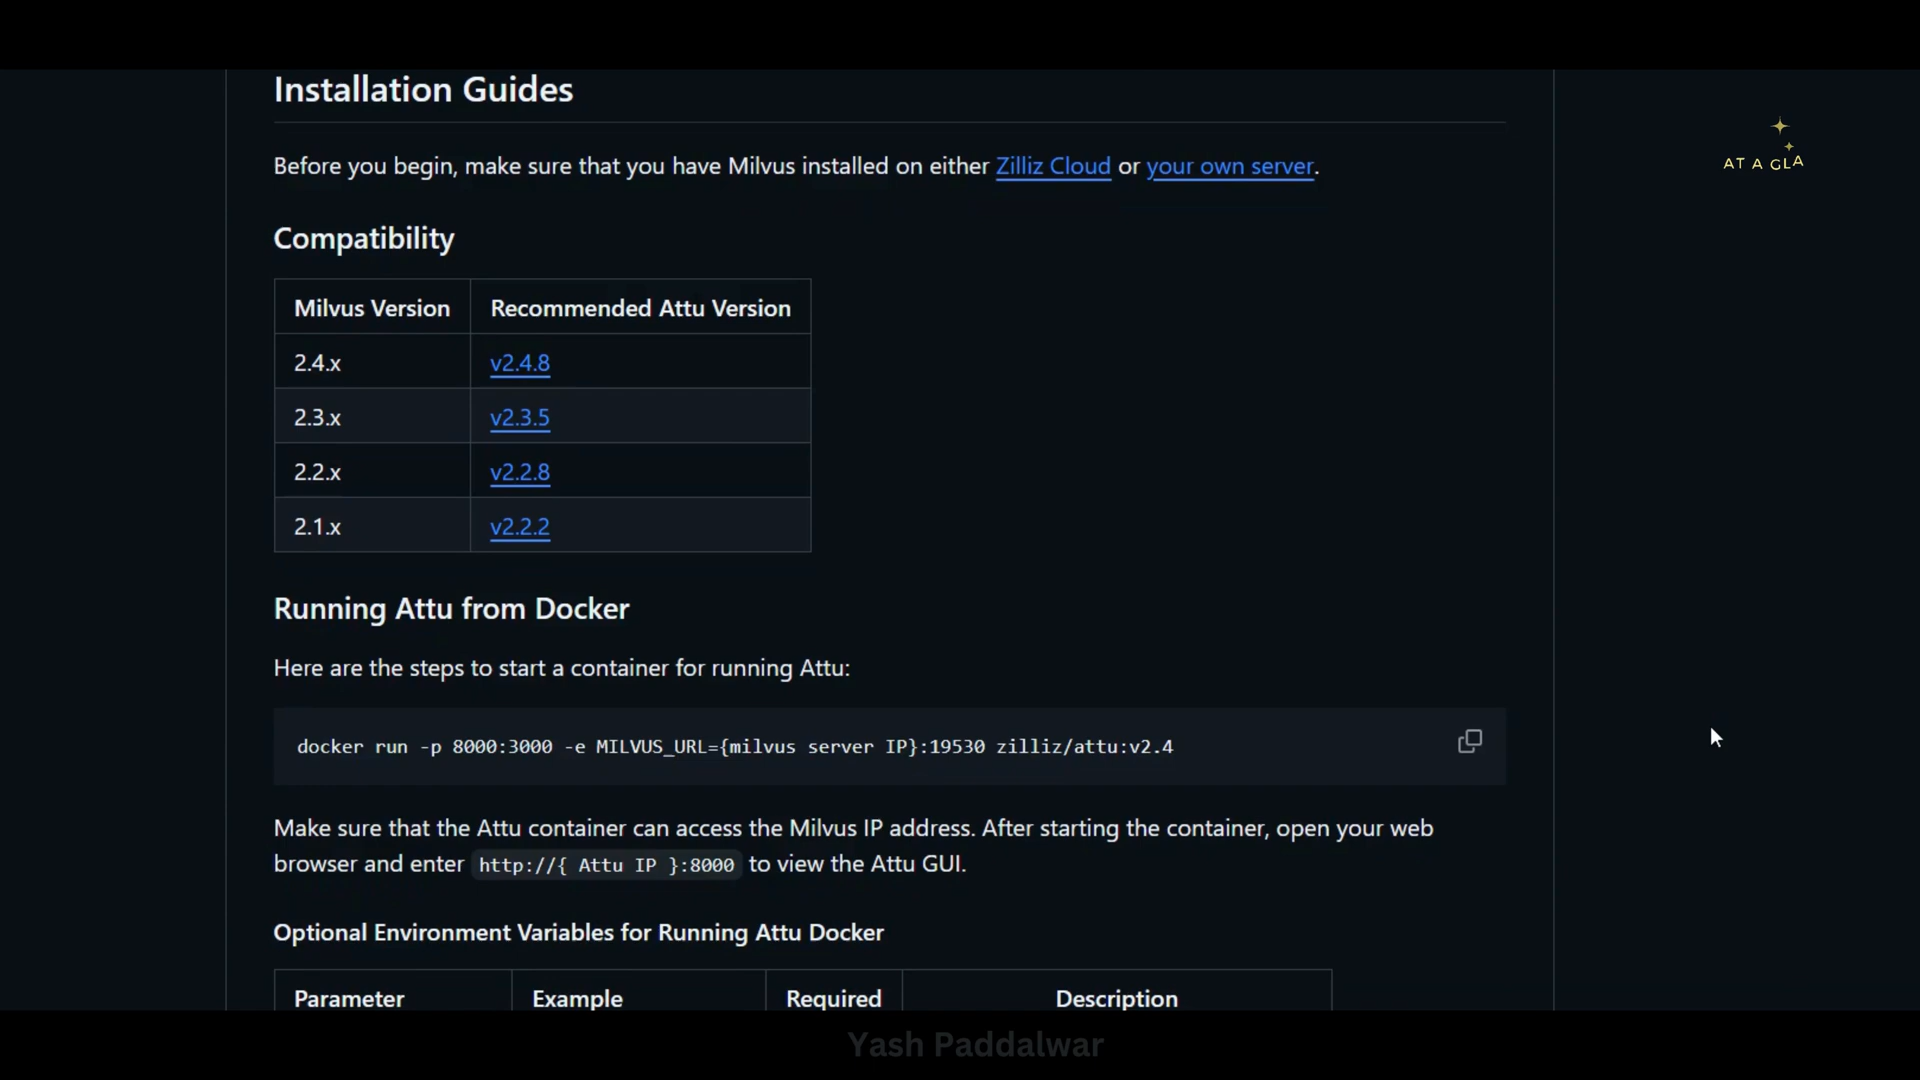 Installation Guides
Before you begin, make sure that you have Milvus installed on either Zilliz Cloud or your own server.
AT A GLA
Compatibility
Milvus Version Recommended Attu Version
2.4.x v2.4.8
2.3.x v2.3.5
2.2.x v2.2.8
2.1.x v2.2.2
Running Attu from Docker
Here are the steps to start a container for running Attu:
docker run -p 8000:3000 -e MILVUS_URL={milvus server IP}:19530 zilliz/attu:v2.4
Make sure that the Attu container can access the Milvus IP address. After starting the container, open your web
browser and enter http://{ Attu IP }:8000 to view the Attu GUI.
Optional Environment Variables for Running Attu Docker
Parameter Example Required Description
Yash Paddalwar